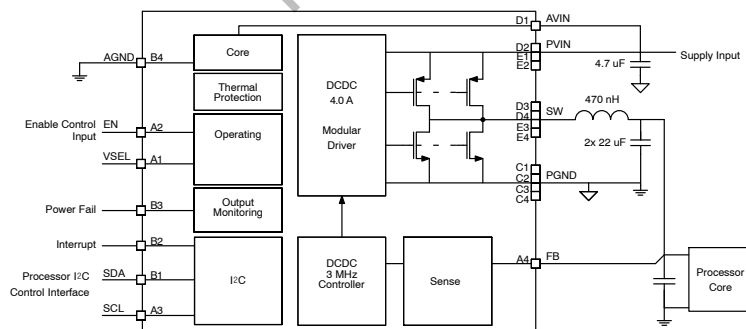 D1 AVIN
AGND B4
Core
D2 PVIN
E1
E2
Supply Input
4.7 uF
Thermal
Protection
DCDC
4.0 A
Modular
Driver
D3
D4 SW
E3
E4
470 nH
Enable Control
Input
EN A2
Operating
VSEL A1
2x 22 uF
C1
C2 PGND
C3
C4
Power Fail B3
Output
Monitoring
Interrupt B2
A4 FB
Processor I2C
Control Interface
SDA B1
I2C
DCDC
3 MHz
Controller
Sense
Processor
Core
SCL A3